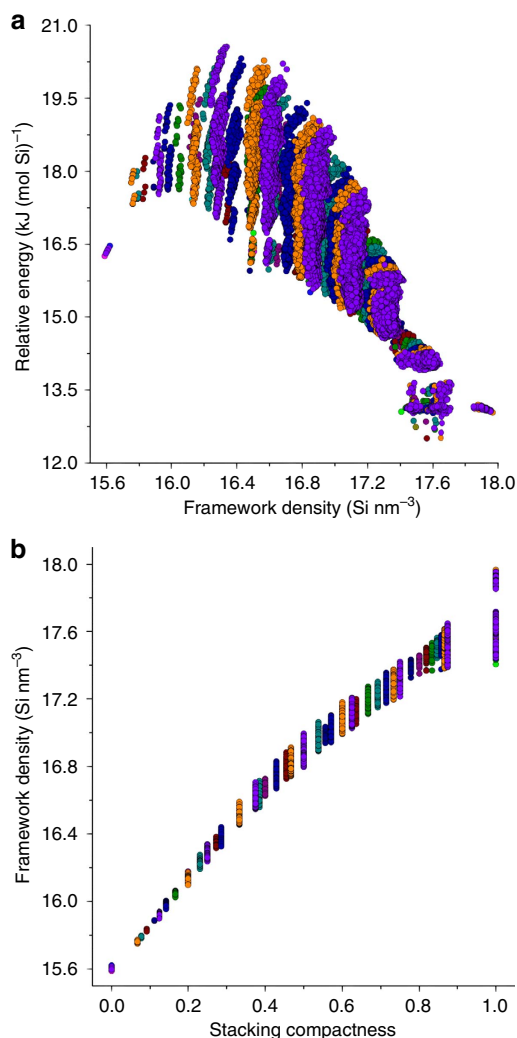 a
21.0
19.5
18.0
16.5
15.0
13.5
12.0
Relative energy (kJ (mol Si)⁻¹)
15.6 16.0 16.4 16.8 17.2 17.6 18.0
Framework density (Si nm⁻³)
b
18.0
17.6
17.2
16.8
16.4
16.0
15.6
Framework density (Si nm⁻³)
0.0 0.2 0.4 0.6 0.8 1.0
Stacking compactness